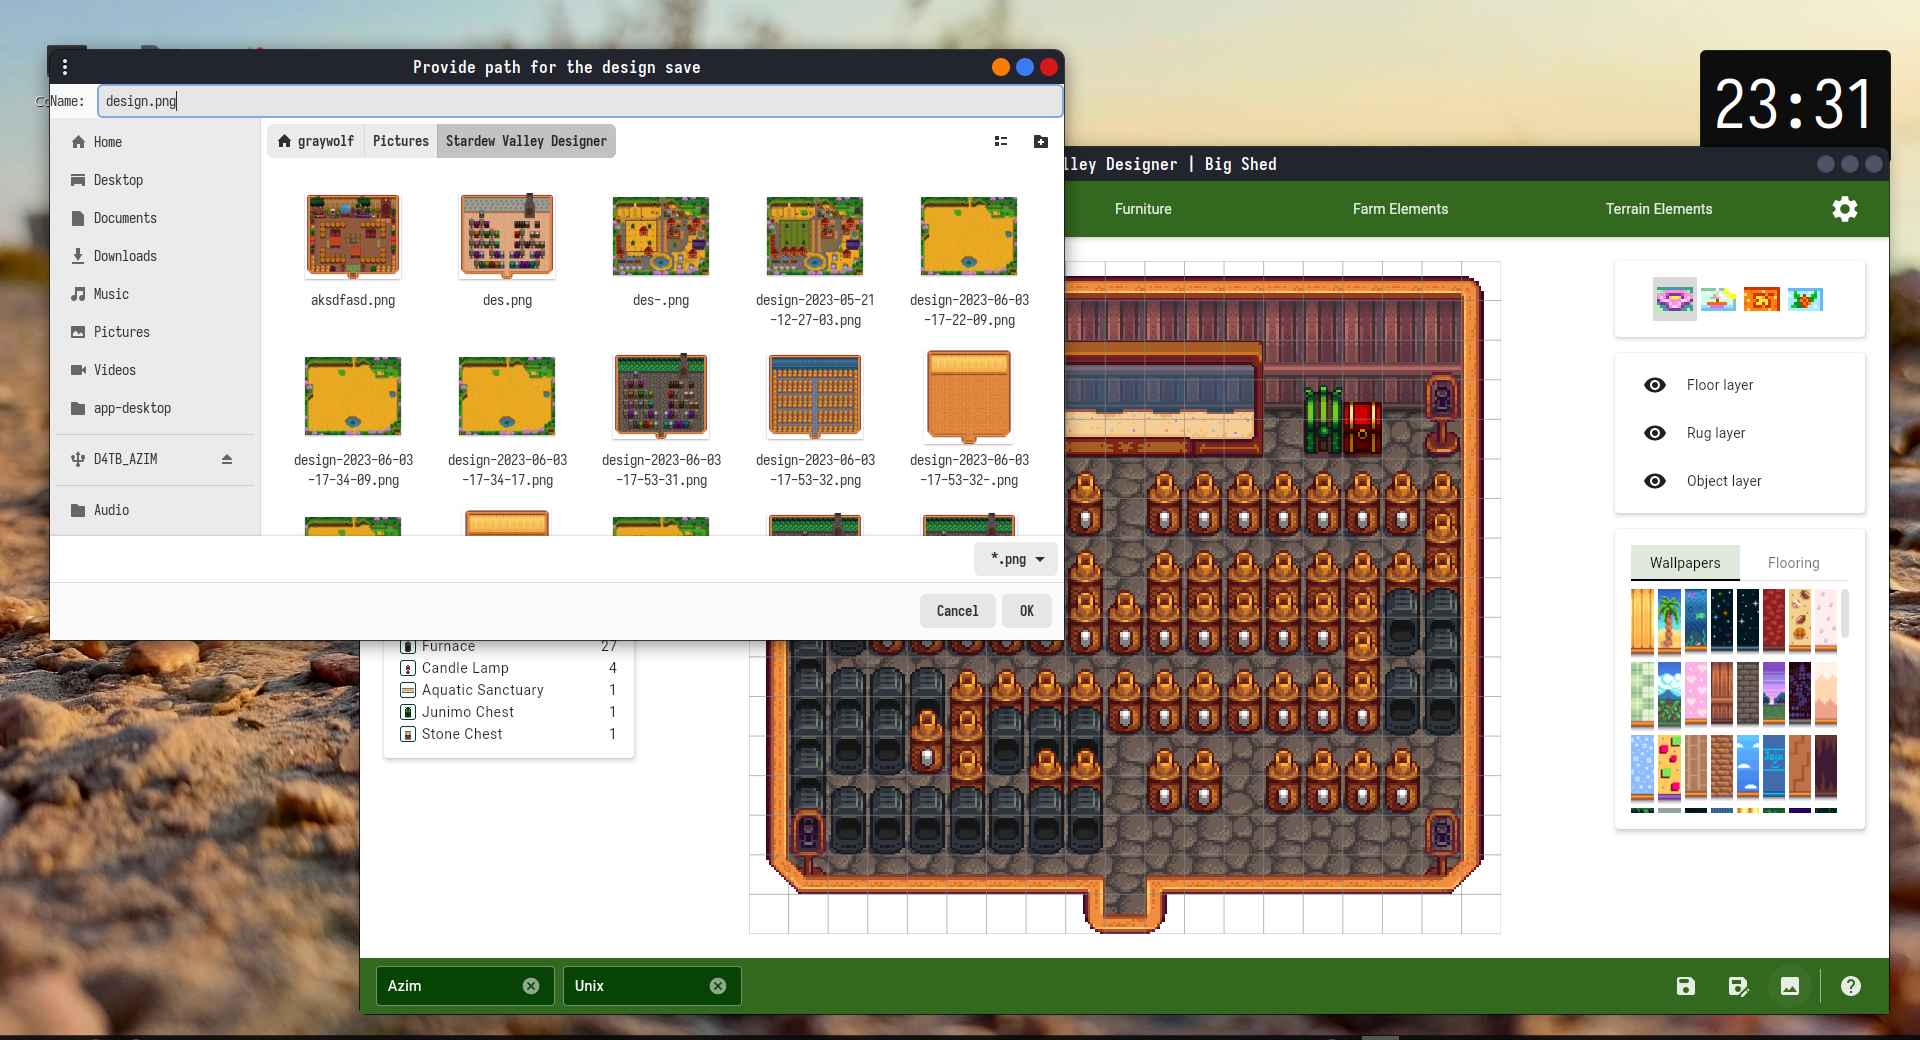 Provide path for the design save
Name:
design.png
Home
Desktop
Documents
Downloads
Music
Pictures
Videos
app-desktop
D4TB_AZIM
Audio
graywolf
Pictures
Stardew Valley Designer
aksdfasd.png
des.png
des-.png
design-2023-05-21
-12-27-03.png
design-2023-06-03
-17-22-09.png
design-2023-06-03
-17-34-09.png
design-2023-06-03
-17-34-17.png
design-2023-06-03
-17-53-31.png
design-2023-06-03
-17-53-32.png
design-2023-06-03
-17-53-32-.png
*.png
Cancel
OK
23:31
lley Designer | Big Shed
Furniture
Farm Elements
Terrain Elements
Floor layer
Rug layer
Object layer
Wallpapers
Flooring
Joja
Furnace 27
Candle Lamp 4
Aquatic Sanctuary 1
Junimo Chest 1
Stone Chest 1
Azim
Unix